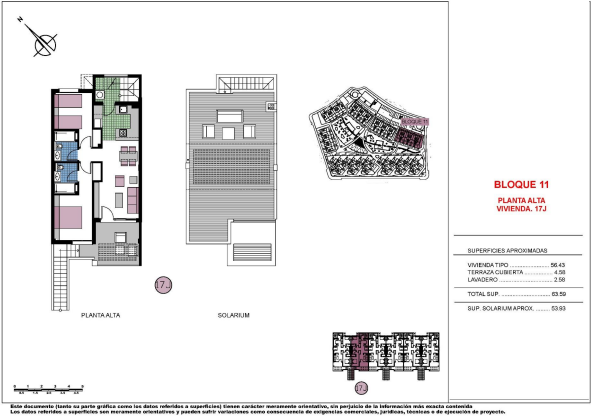 N
BLOQUE 11
BLOQUE 11
PLANTA ALTA
VIVIENDA. 17J
SUPERFICIES APROXIMADAS
VIVIENDA TIPO ........................ 56.43
TERRAZA CUBIERTA ................ 4.58
LAVADERO ................................ 2.58
TOTAL SUP. .............................. 63.59
SUP. SOLARIUM APROX. ......... 53.93
17J
PLANTA ALTA
SOLARIUM
17J
Este documento (tanto su parte gráfica como los datos referidos a superficies) tienen carácter meramente orientativo, sin perjuicio de la información más exacta contenida
Los datos referidos a superficies son meramente orientativos y pueden sufrir variaciones como consecuencia de exigencias comerciales, jurídicas, técnicas o de ejecución de proyecto.